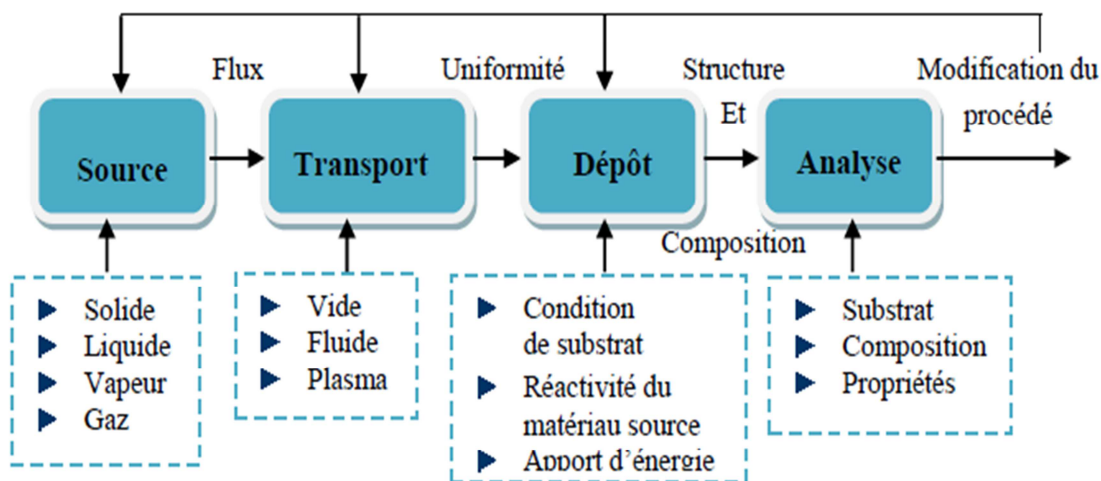 Flux
Uniformité
Structure
Et
Composition
Modification du
procédé
Source
Transport
Dépôt
Analyse
Solide
Liquide
Vapeur
Gaz
Vide
Fluide
Plasma
Condition
de substrat
Réactivité du
matériau source
Apport d’énergie
Substrat
Composition
Propriétés